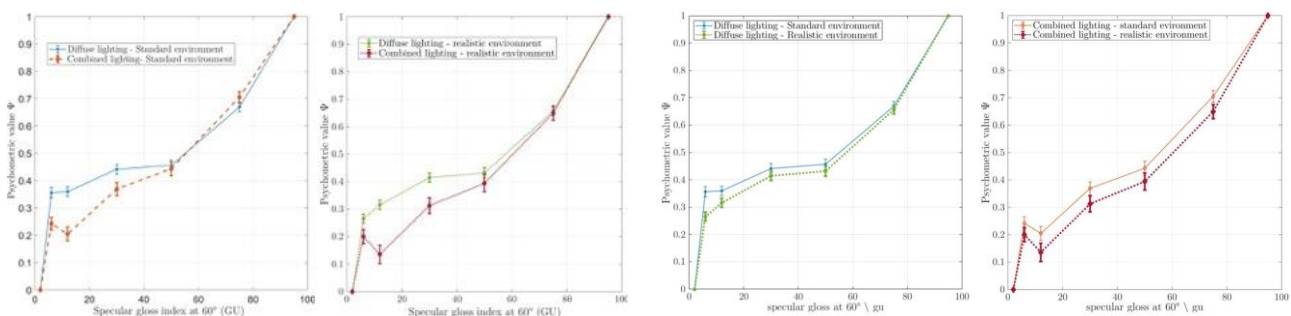 Diffuse lighting - Standard environment
Combined lighting- Standard environment
Psychometric value Ψ
1
0.9
0.8
0.7
0.6
0.5
0.4
0.3
0.2
0.1
0
0 20 40 60 80 100
Specular gloss index at 60° (GU)
Diffuse lighting - realistic environment
Combined lighting - realistic environment
Psychometric value Ψ
1
0.9
0.8
0.7
0.6
0.5
0.4
0.3
0.2
0.1
0
0 20 40 60 80 100
Specular gloss index at 60° (GU)
Diffuse lighting - Standard environment
Diffuse lighting - Realistic environment
Psychometric value Ψ
1
0.9
0.8
0.7
0.6
0.5
0.4
0.3
0.2
0.1
0
0 20 40 60 80 100
specular gloss at 60° \ gu
Combined lighting - standard evironment
Combined lighting - realistic environment
Psychometric value Ψ
1
0.9
0.8
0.7
0.6
0.5
0.4
0.3
0.2
0.1
0
0 20 40 60 80 100
specular gloss at 60° \ gu